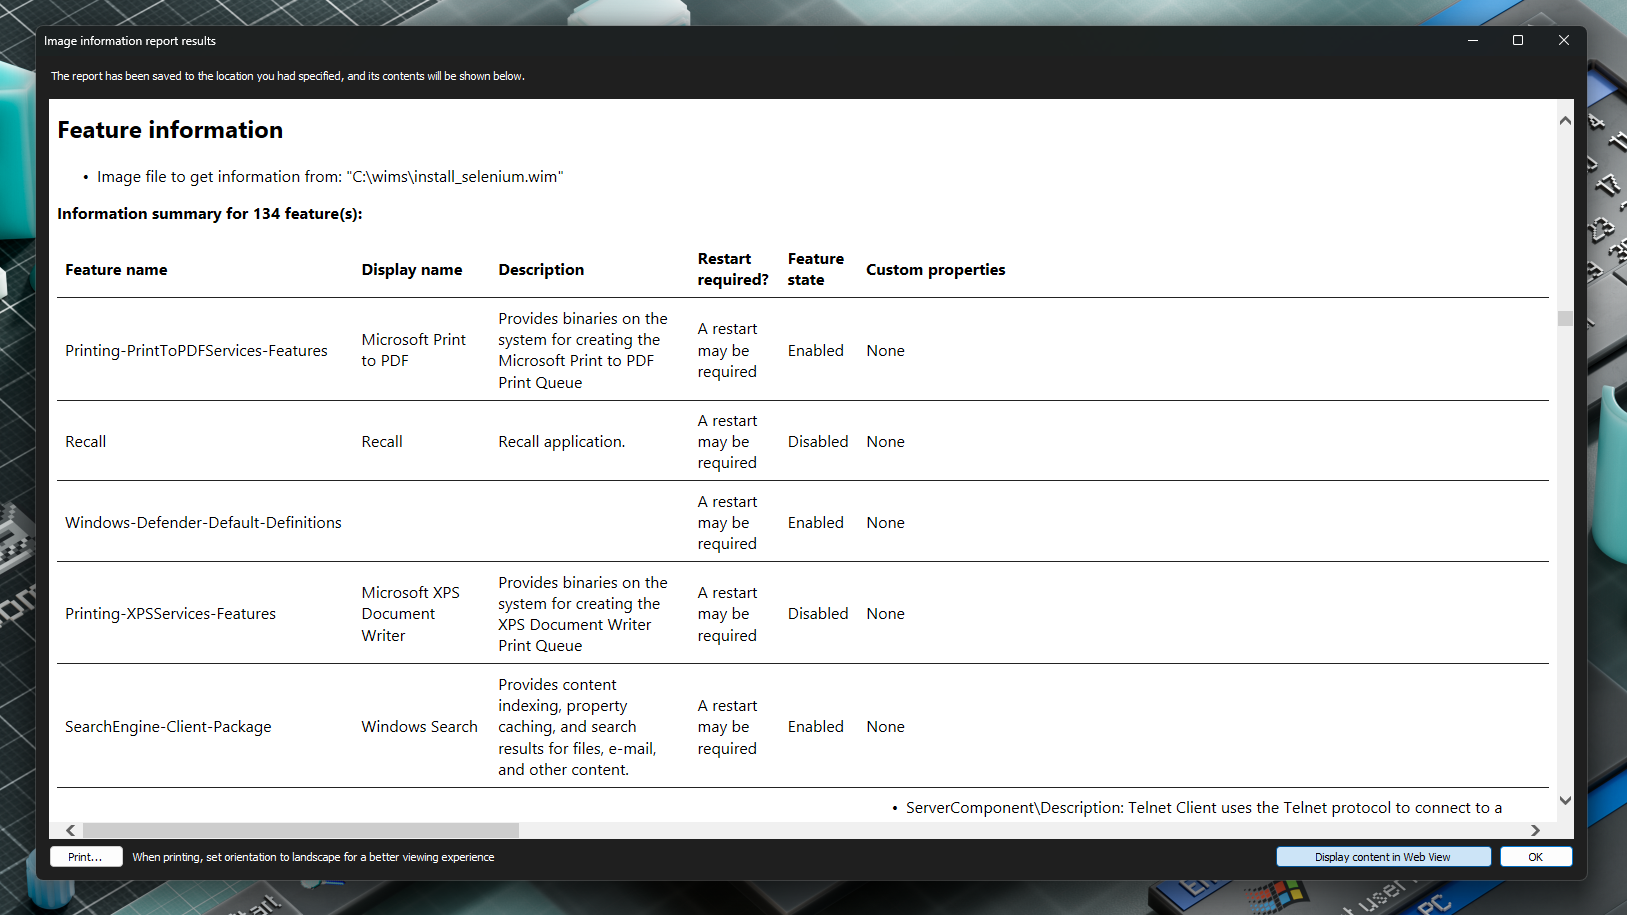 Image information report results
The report has been saved to the location you had specified, and its contents will be shown below.
Feature information
• Image file to get information from: "C:\wims\install_selenium.wim"
Information summary for 134 feature(s):
Feature name Display name Description Restart required? Feature state Custom properties
Printing-PrintToPDFServices-Features Microsoft Print to PDF Provides binaries on the system for creating the Microsoft Print to PDF Print Queue A restart may be required Enabled None
Recall Recall Recall application. A restart may be required Disabled None
Windows-Defender-Default-Definitions A restart may be required Enabled None
Printing-XPSServices-Features Microsoft XPS Document Writer Provides binaries on the system for creating the XPS Document Writer Print Queue A restart may be required Disabled None
SearchEngine-Client-Package Windows Search Provides content indexing, property caching, and search results for files, e-mail, and other content. A restart may be required Enabled None
• ServerComponent\Description: Telnet Client uses the Telnet protocol to connect to a
Print... When printing, set orientation to landscape for a better viewing experience Display content in Web View OK
user
PC